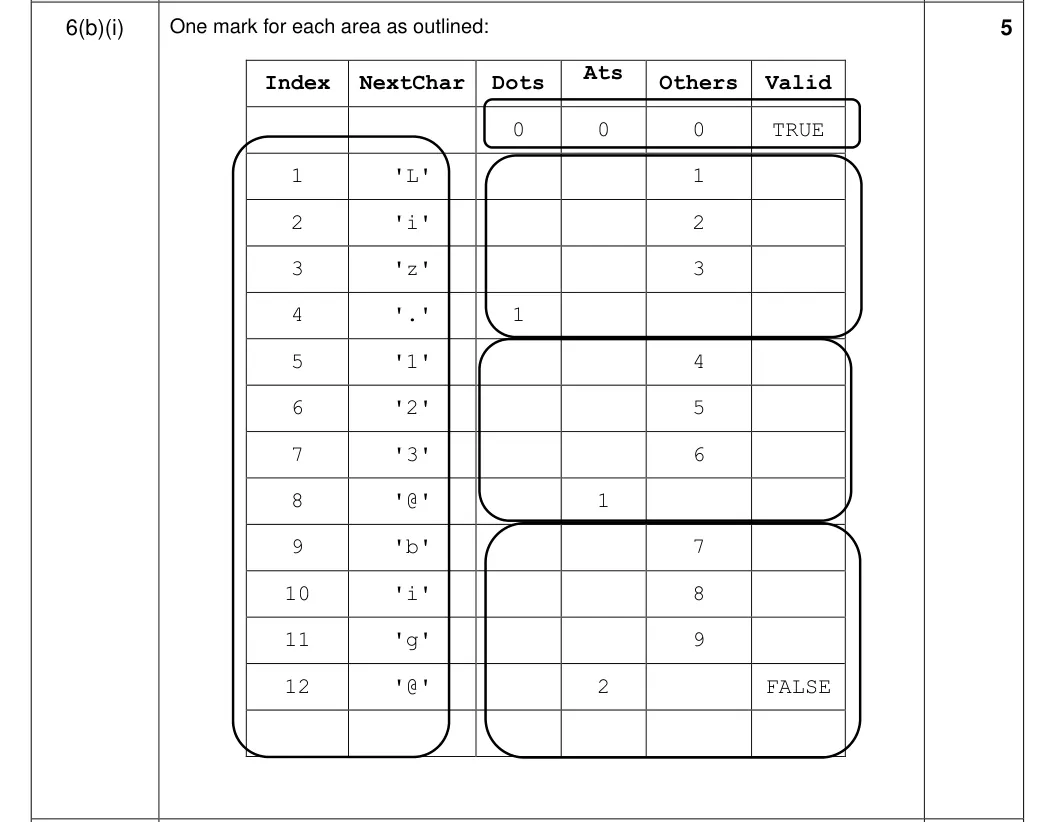 6(b)(i) One mark for each area as outlined: 5
Index NextChar Dots Ats Others Valid
0 0 0 TRUE
1 'L' 1
2 'i' 2
3 'z' 3
4 '.' 1
5 '1' 4
6 '2' 5
7 '3' 6
8 '@' 1
9 'b' 7
10 'i' 8
11 'g' 9
12 '@' 2 FALSE